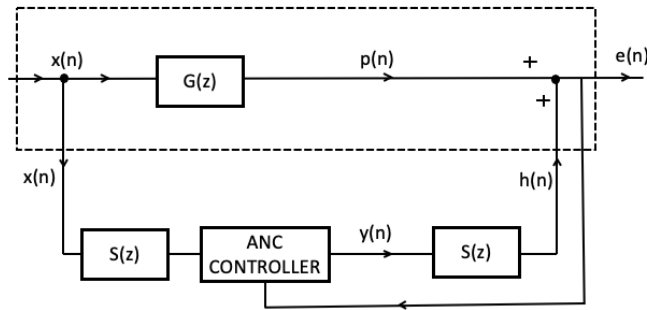 x(n)
G(z)
p(n)
+
e(n)
+
x(n)
h(n)
S(z)
ANC
CONTROLLER
y(n)
S(z)